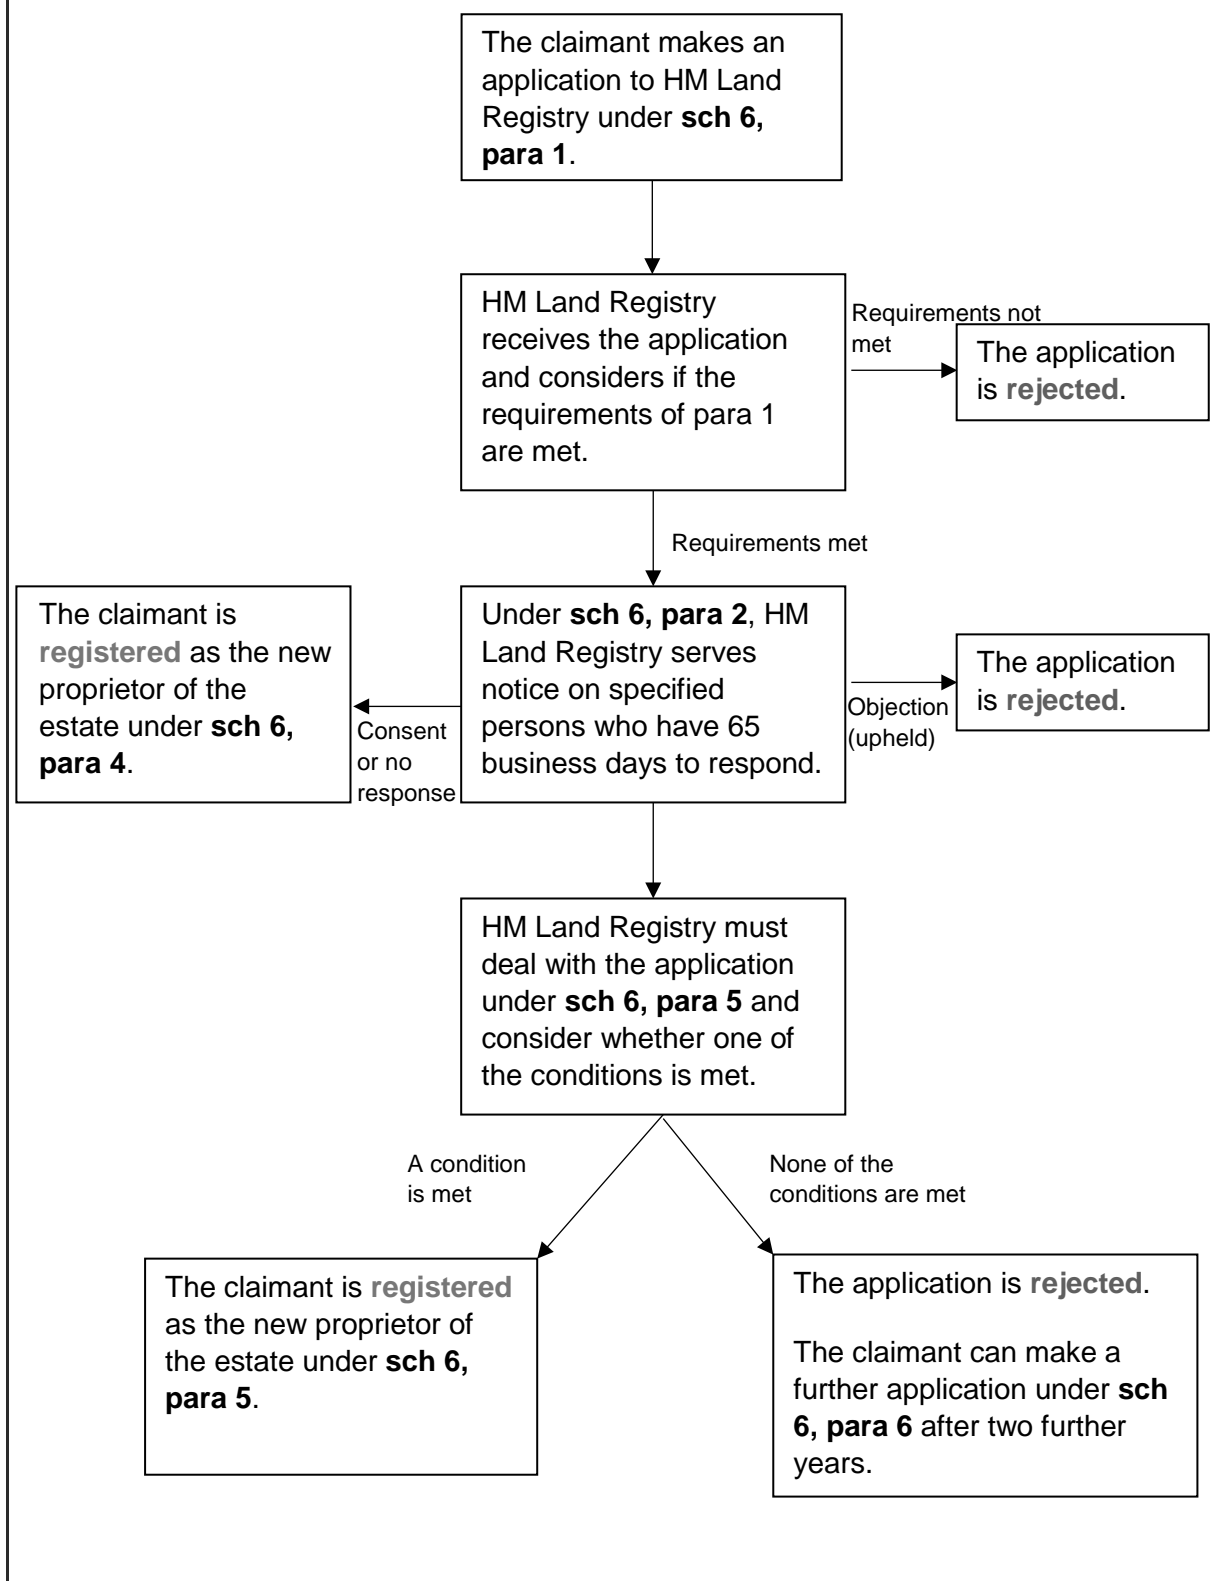 The claimant makes an
application to HM Land
Registry under sch 6,
para 1.
HM Land Registry
receives the application
and considers if the
requirements of para 1
are met.
Requirements not
met
The application
is rejected.
Requirements met
The claimant is
registered as the new
proprietor of the
estate under sch 6,
para 4.
Consent
or no
response
Under sch 6, para 2, HM
Land Registry serves
notice on specified
persons who have 65
business days to respond.
Objection
(upheld)
The application
is rejected.
HM Land Registry must
deal with the application
under sch 6, para 5 and
consider whether one of
the conditions is met.
A condition
is met
None of the
conditions are met
The claimant is registered
as the new proprietor of
the estate under sch 6,
para 5.
The application is rejected.
The claimant can make a
further application under sch
6, para 6 after two further
years.